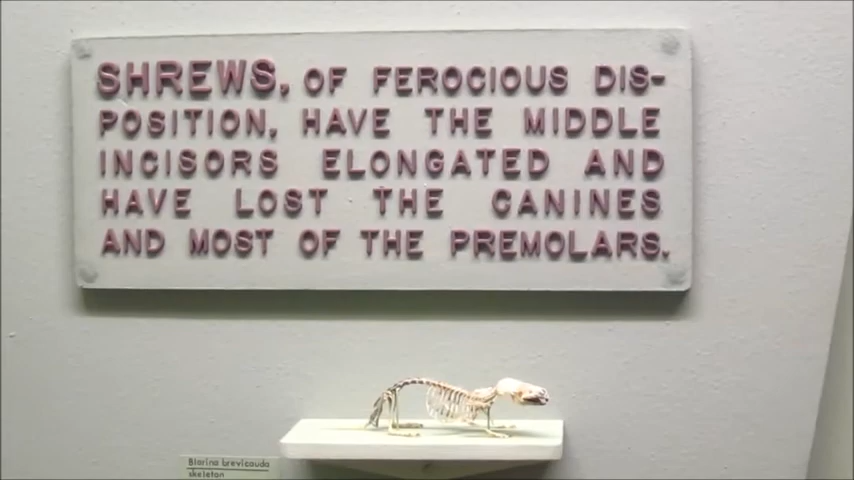 SHREWS, OF FEROCIOUS DIS-
POSITION, HAVE THE MIDDLE
INCISORS ELONGATED AND
HAVE LOST THE CANINES
AND MOST OF THE PREMOLARS.
Blarina brevicauda
skeleton